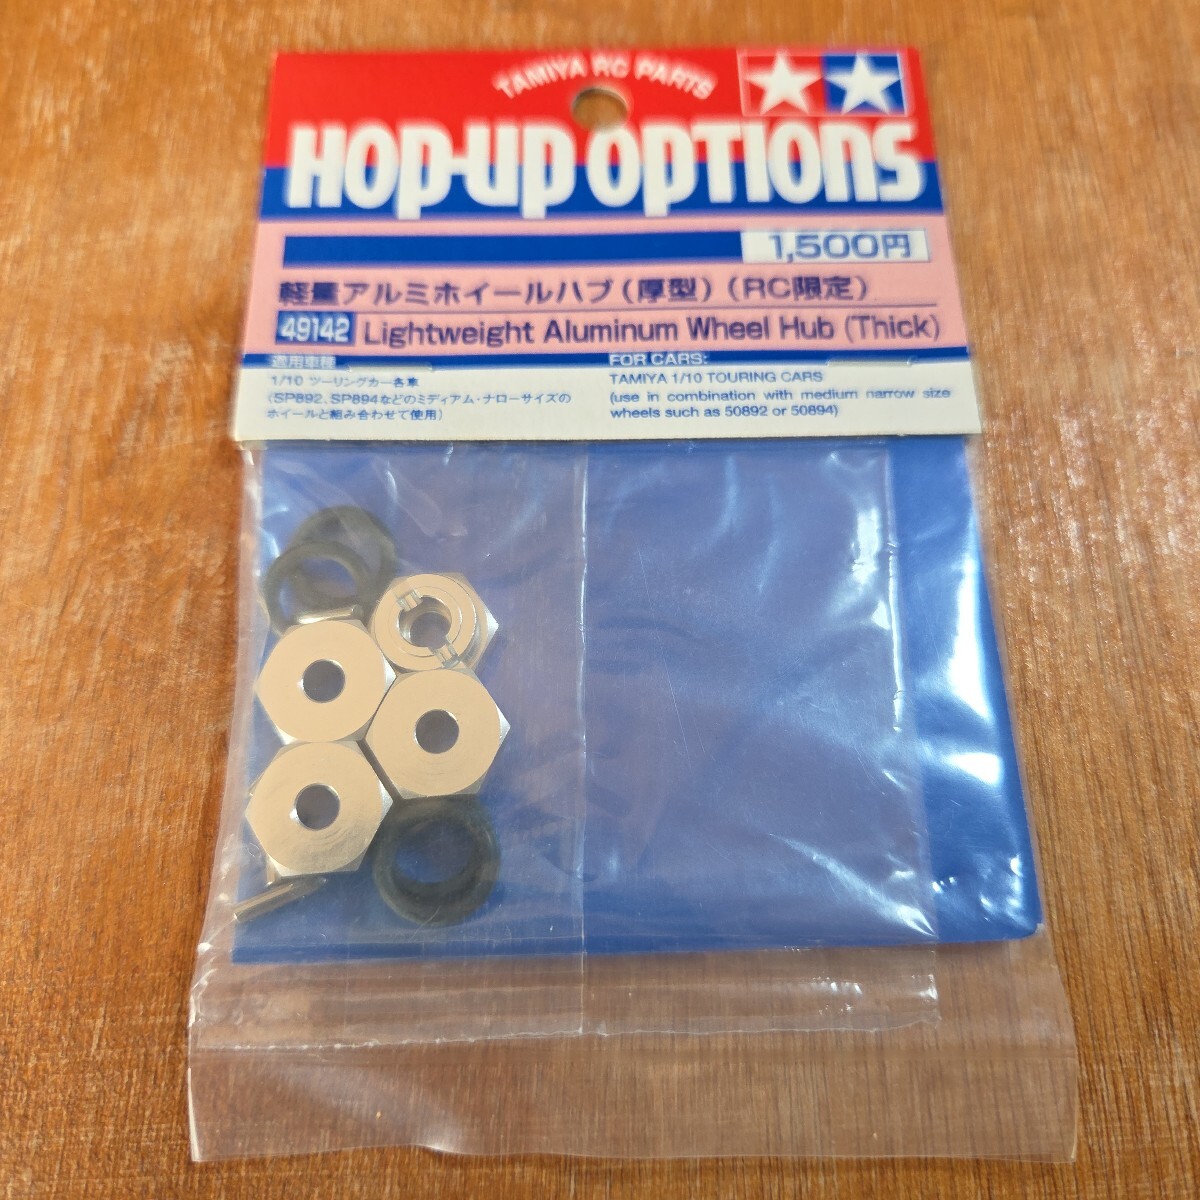 TAMIYA RC PARTS
HOP-UP OPTIONS
1,500円
軽量アルミホイールハブ(厚型)(RC限定)
49142 Lightweight Aluminum Wheel Hub (Thick)
適用車種
1/10 ツーリングカー各車
(SP892、SP894などのミディアム・ナローサイズの
ホイールと組み合わせて使用)
FOR CARS:
TAMIYA 1/10 TOURING CARS
(use in combination with medium narrow size
wheels such as 50892 or 50894)